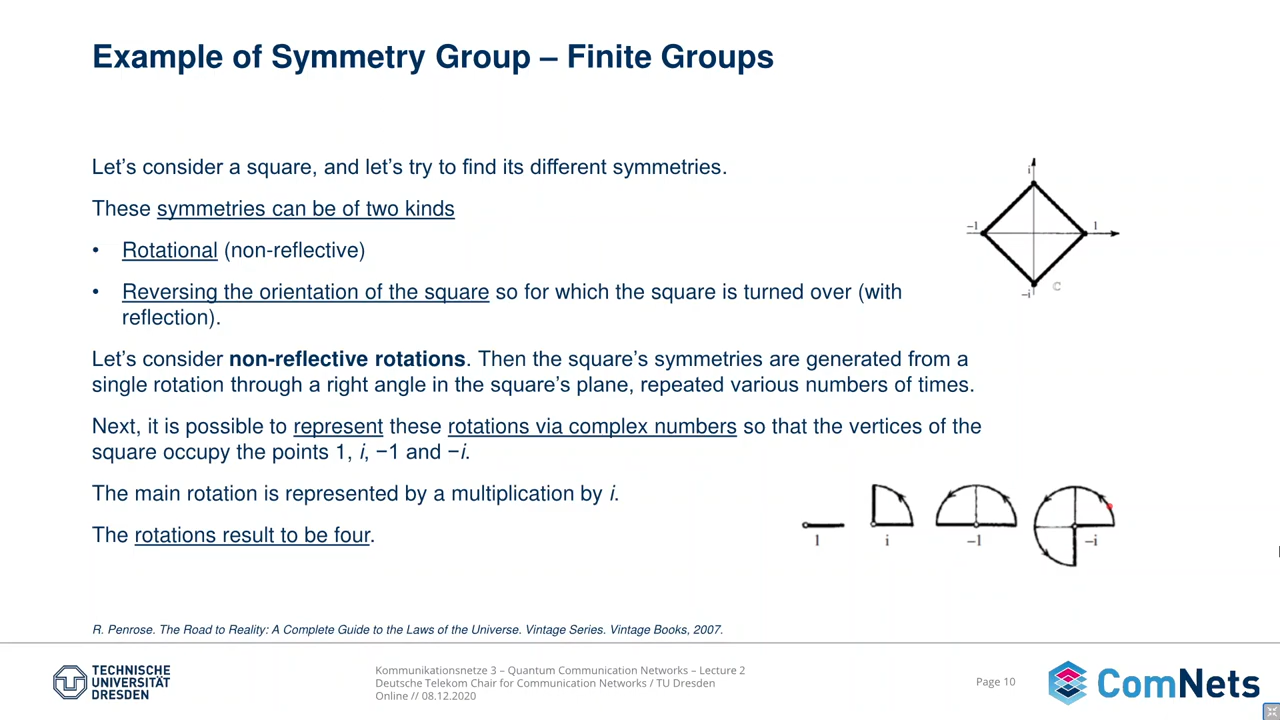 Example of Symmetry Group – Finite Groups
Let's consider a square, and let's try to find its different symmetries.
These symmetries can be of two kinds
• Rotational (non-reflective)
• Reversing the orientation of the square so for which the square is turned over (with
reflection).
Let's consider non-reflective rotations. Then the square's symmetries are generated from a
single rotation through a right angle in the square's plane, repeated various numbers of times.
Next, it is possible to represent these rotations via complex numbers so that the vertices of the
square occupy the points 1, i, −1 and −i.
The main rotation is represented by a multiplication by i.
The rotations result to be four.
i
−1
1
−i
ℂ
1
i
−1
−i
R. Penrose. The Road to Reality: A Complete Guide to the Laws of the Universe. Vintage Series. Vintage Books, 2007.
TECHNISCHE
UNIVERSITÄT
DRESDEN
Kommunikationsnetze 3 – Quantum Communication Networks – Lecture 2
Deutsche Telekom Chair for Communication Networks / TU Dresden
Online // 08.12.2020
Page 10
ComNets